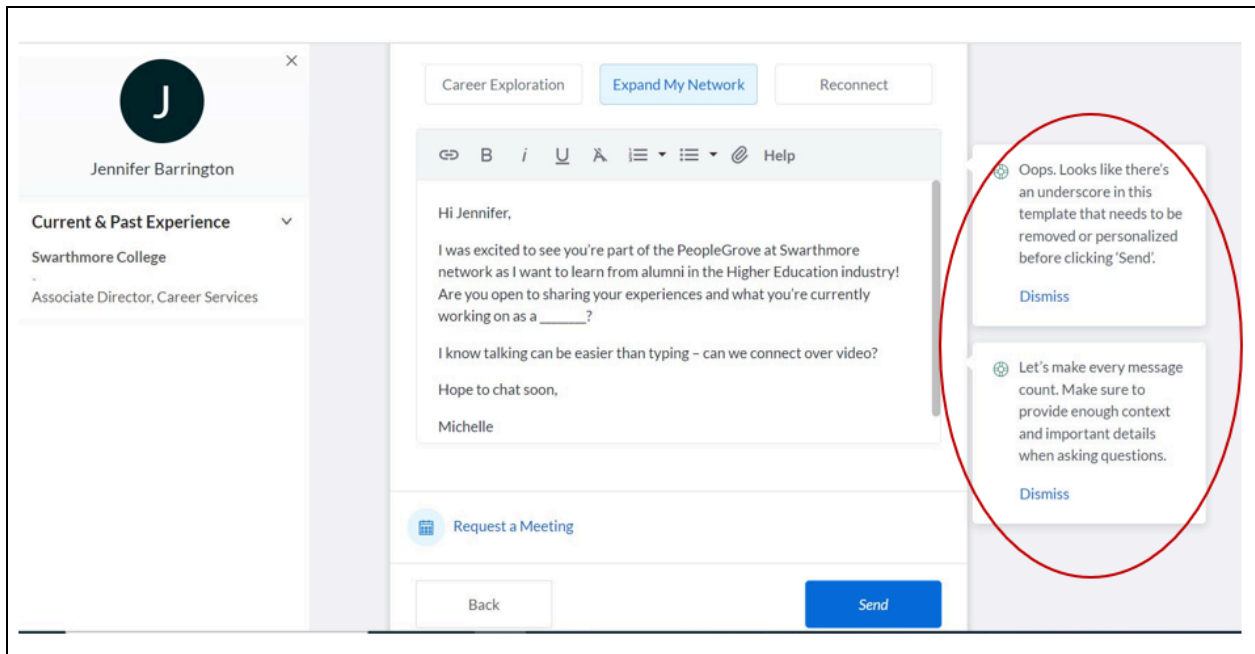 J
Jennifer Barrington
Current & Past Experience
Swarthmore College
-
Associate Director, Career Services
Career Exploration
Expand My Network
Reconnect
B i U A Help
Hi Jennifer,
I was excited to see you're part of the PeopleGrove at Swarthmore
network as I want to learn from alumni in the Higher Education industry!
Are you open to sharing your experiences and what you're currently
working on as a _______?
I know talking can be easier than typing – can we connect over video?
Hope to chat soon,
Michelle
Request a Meeting
Back
Send
Oops. Looks like there's
an underscore in this
template that needs to be
removed or personalized
before clicking 'Send'.
Dismiss
Let's make every message
count. Make sure to
provide enough context
and important details
when asking questions.
Dismiss